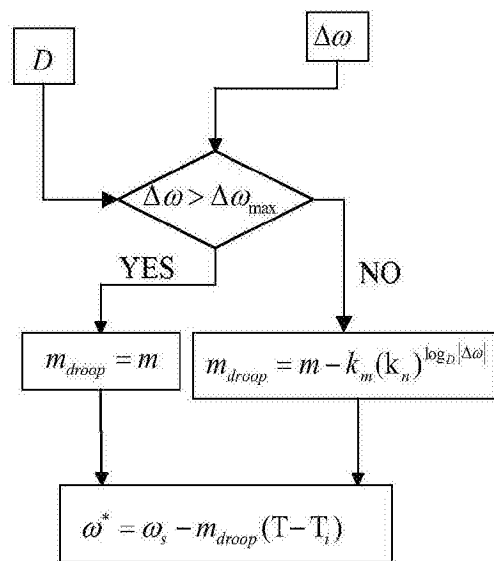 D
Δω
Δω > Δω_max
YES
NO
m_droop = m
m_droop = m − k_m(k_n)^{log_D|Δω|}
ω* = ω_s − m_droop(T − T_i)